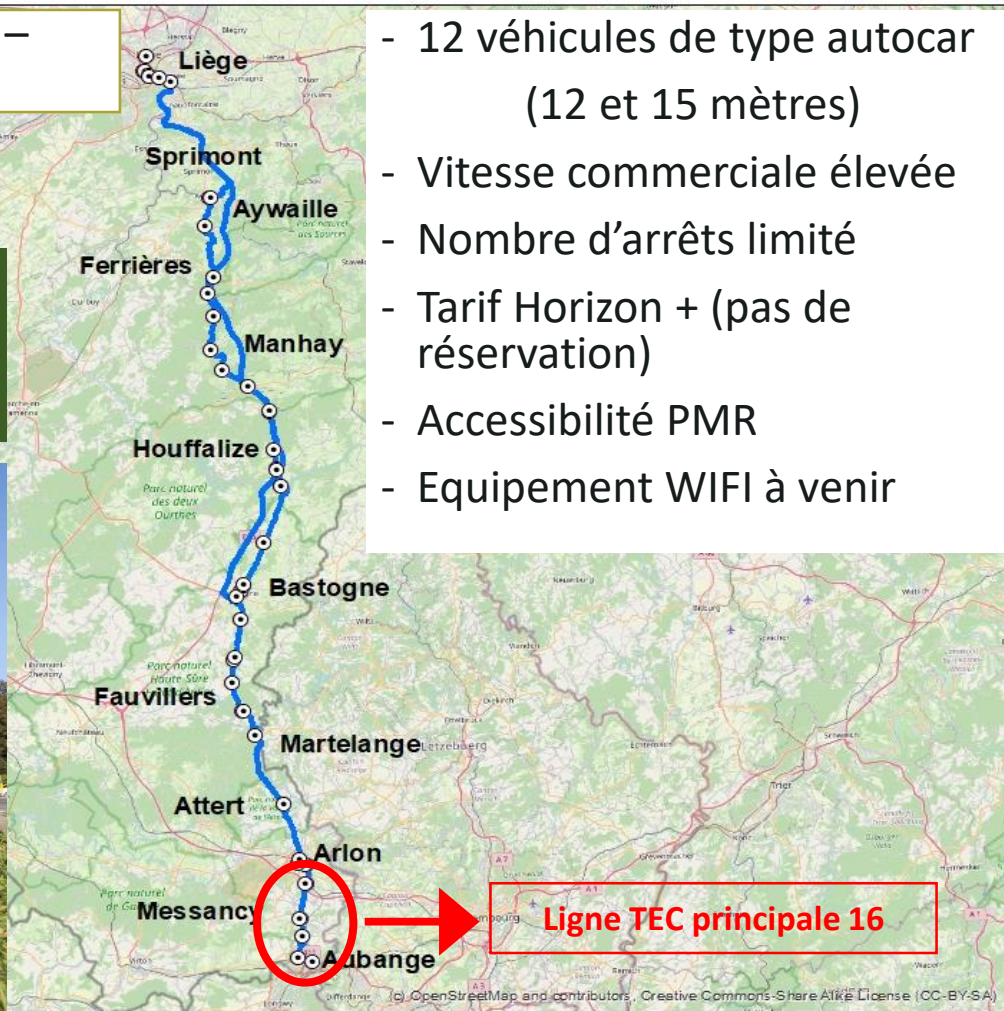 –
- 12 véhicules de type autocar
(12 et 15 mètres)
- Vitesse commerciale élevée
- Nombre d'arrêts limité
- Tarif Horizon + (pas de
réservation)
- Accessibilité PMR
- Equipement WIFI à venir
Liège
Sprimont
Aywaille
Ferrières
Manhay
Houffalize
Parc naturel
des deux
Ourthes
Bastogne
Parc naturel
Haute Sûre
Fauvillers
Martelange
Letzebuerg
Attert
Arlon
Messancy
Aubange
Ligne TEC principale 16
(c) OpenStreetMap and contributors, Creative Commons-Share Alike License (CC-BY-SA)